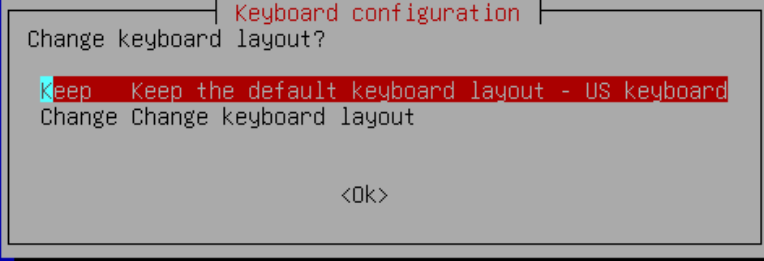 Keyboard configuration
Change keyboard layout?
Keep Keep the default keyboard layout - US keyboard
Change Change keyboard layout
<Ok>